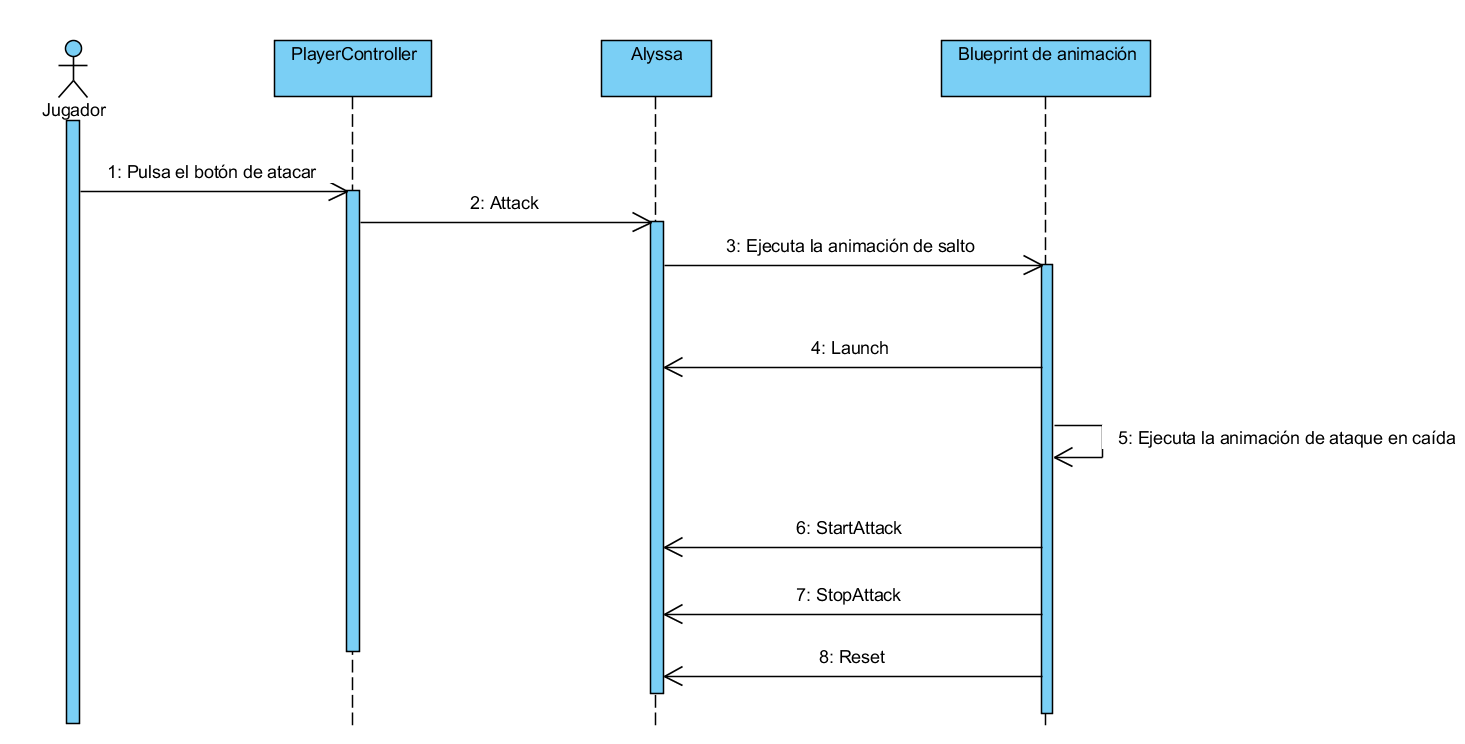 PlayerController
Alyssa
Blueprint de animación
Jugador
1: Pulsa el botón de atacar
2: Attack
3: Ejecuta la animación de salto
4: Launch
5: Ejecuta la animación de ataque en caída
6: StartAttack
7: StopAttack
8: Reset